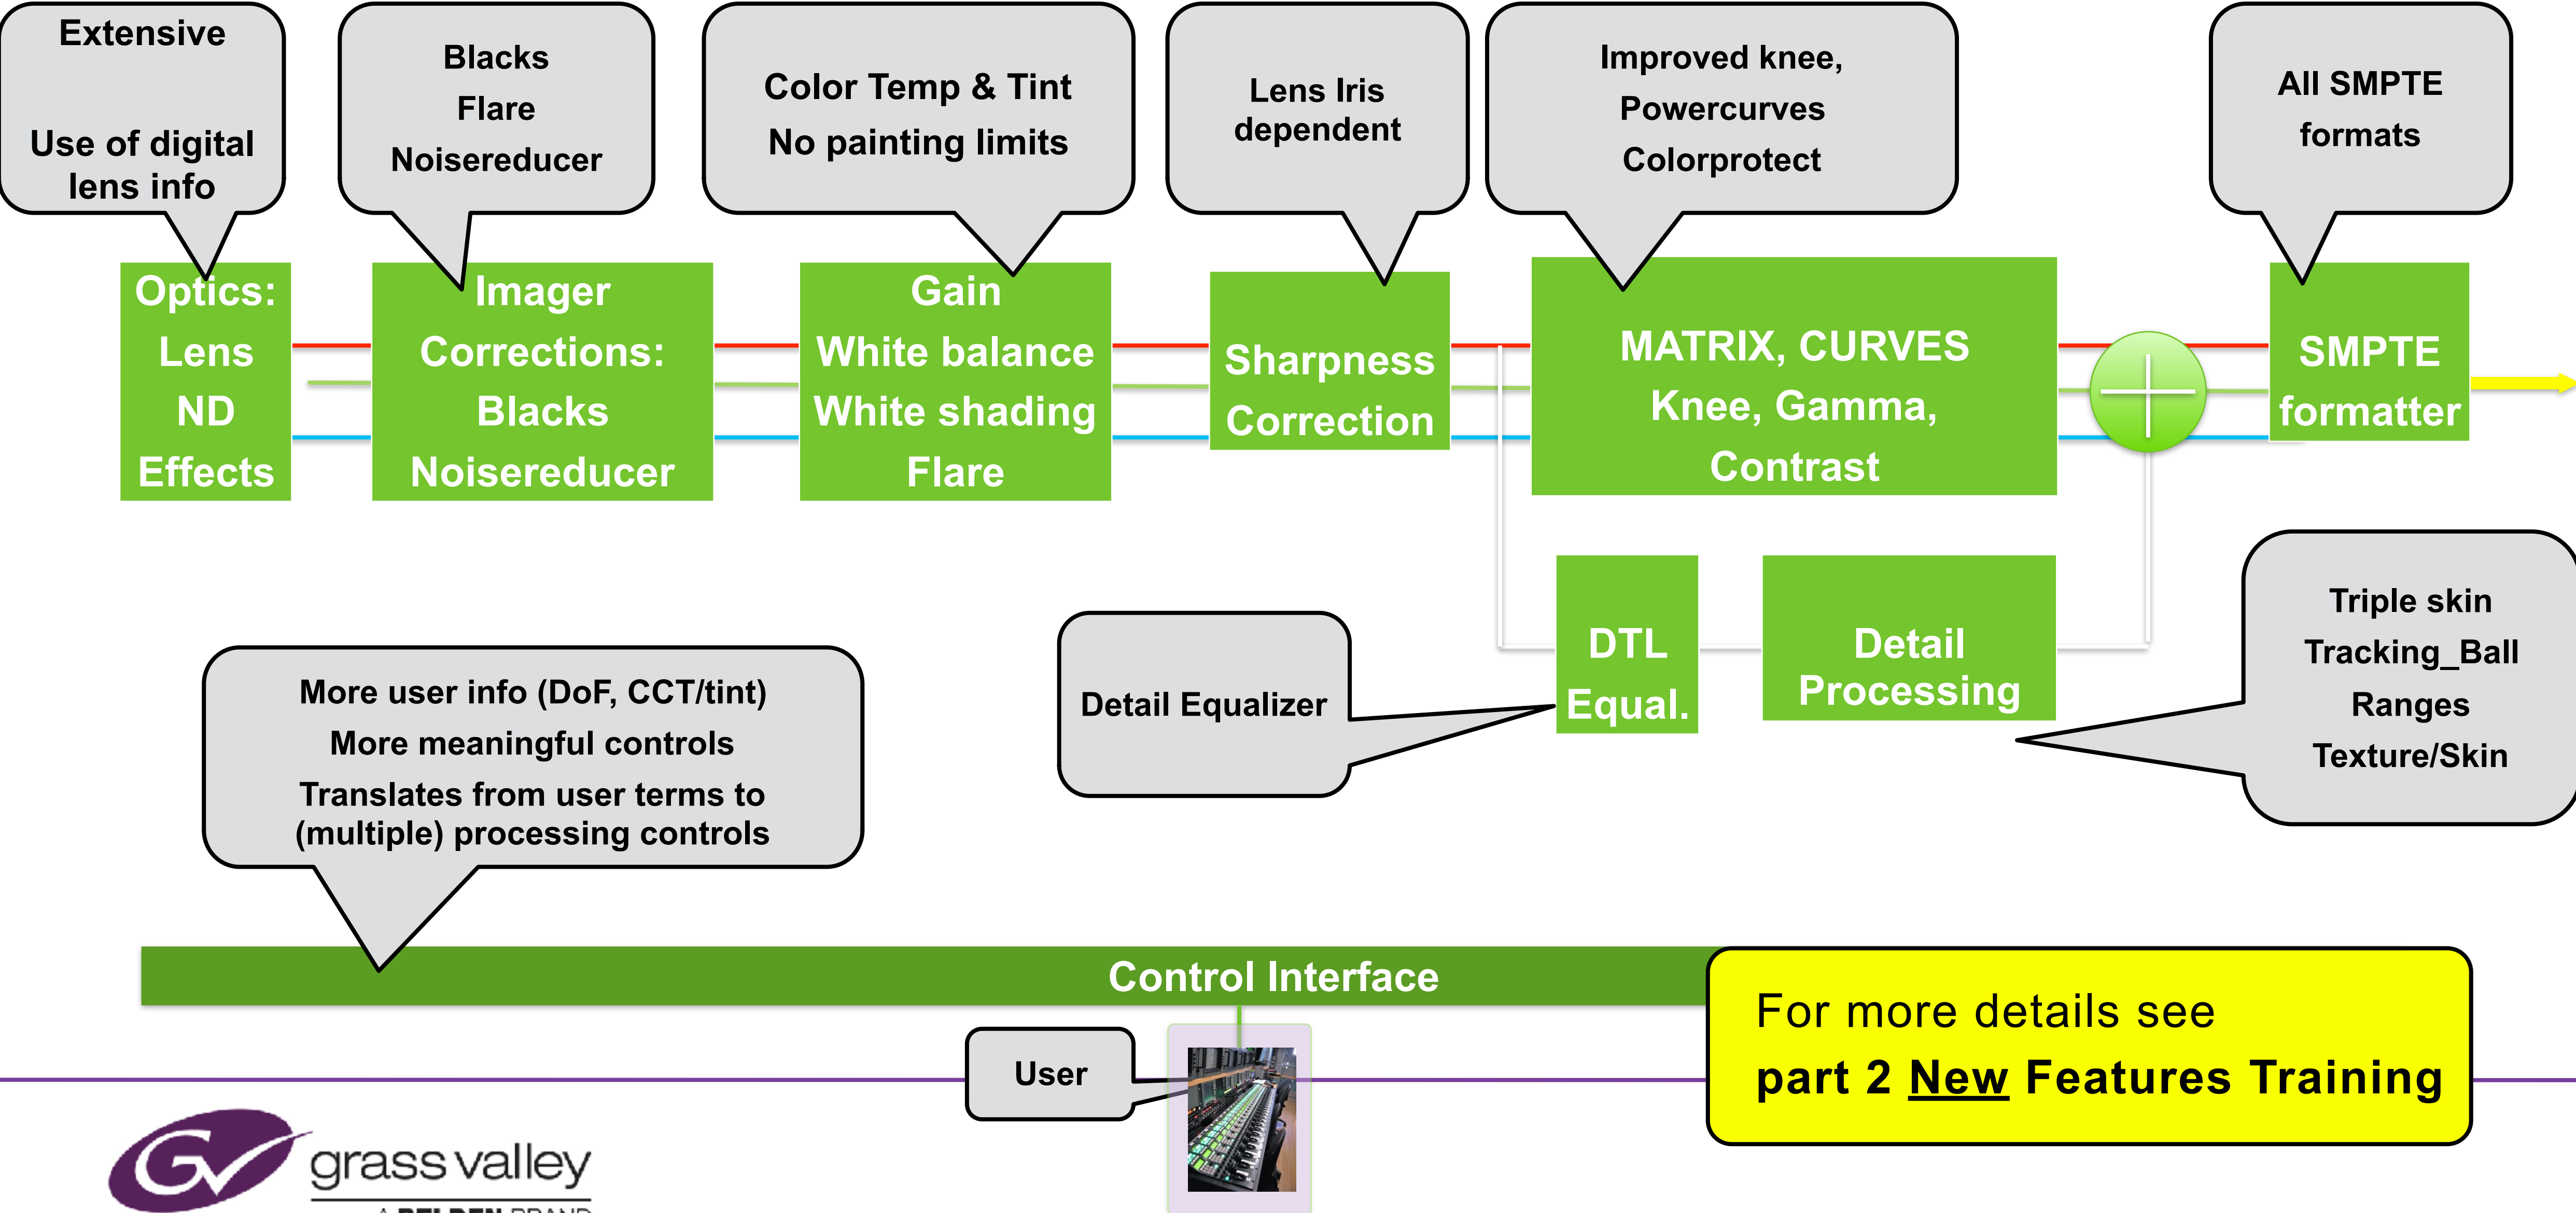 Extensive
Use of digital
lens info
Blacks
Flare
Noisereducer
Color Temp & Tint
No painting limits
Lens Iris
dependent
Improved knee,
Powercurves
Colorprotect
All SMPTE
formats
Optics:
Lens
ND
Effects
Imager
Corrections:
Blacks
Noisereducer
Gain
White balance
White shading
Flare
Sharpness
Correction
MATRIX, CURVES
Knee, Gamma,
Contrast
SMPTE
formatter
DTL
Equal.
Detail
Processing
Triple skin
Tracking_Ball
Ranges
Texture/Skin
Detail Equalizer
More user info (DoF, CCT/tint)
More meaningful controls
Translates from user terms to
(multiple) processing controls
Control Interface
User
For more details see
part 2 New Features Training
GV
grass valley
A BELDEN BRAND